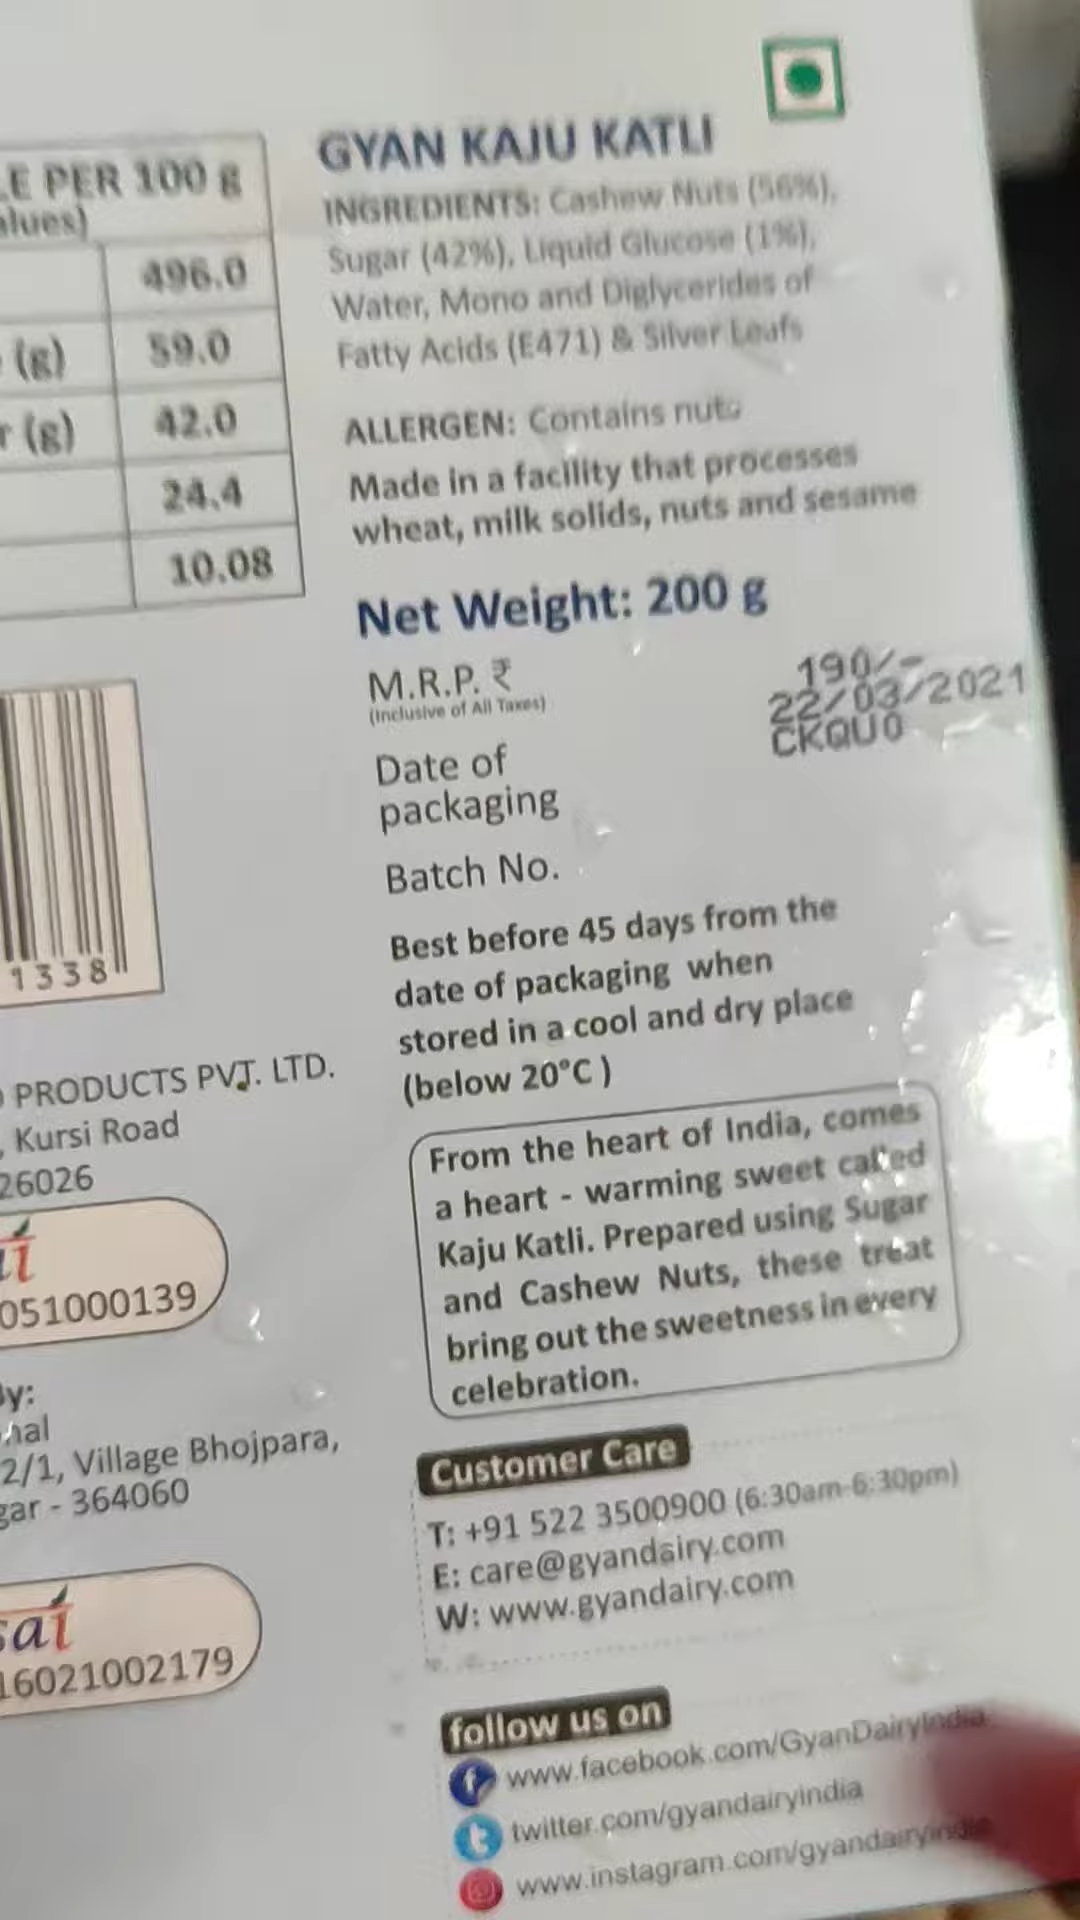 LE PER 100 g
alues)
496.0
(g) 59.0
r (g) 42.0
24.4
10.08
1338
PRODUCTS PVT. LTD.
, Kursi Road
26026
051000139
By:
nal
2/1, Village Bhojpara,
gar - 364060
sai
16021002179
GYAN KAJU KATLI
INGREDIENTS: Cashew Nuts (56%),
Sugar (42%), Liquid Glucose (1%),
Water, Mono and Diglycerides of
Fatty Acids (E471) & Silver Leafs
ALLERGEN: Contains nuts
Made in a facility that processes
wheat, milk solids, nuts and sesame
Net Weight: 200 g
M.R.P. ₹ 190/-
(Inclusive of All Taxes)
22/03/2021
CKQU0
Date of
packaging
Batch No.
Best before 45 days from the
date of packaging when
stored in a cool and dry place
(below 20°C )
From the heart of India, comes
a heart - warming sweet called
Kaju Katli. Prepared using Sugar
and Cashew Nuts, these treat
bring out the sweetness in every
celebration.
Customer Care
T: +91 522 3500900 (6:30am-6:30pm)
E: care@gyandairy.com
W: www.gyandairy.com
follow us on
www.facebook.com/GyanDairyIndia
twitter.com/gyandairyindia
www.instagram.com/gyandairyindia